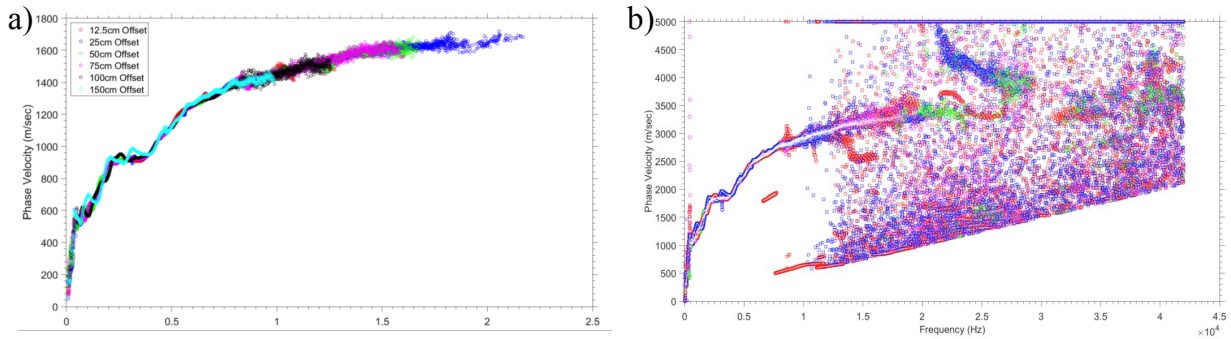 a)
Phase Velocity (m/sec)
1800
1600
1400
1200
1000
800
600
400
200
0
12.5cm Offset
25cm Offset
50cm Offset
75cm Offset
100cm Offset
150cm Offset
0 0.5 1 1.5 2 2.5
b)
Phase Velocity (m/sec)
5000
4500
4000
3500
3000
2500
2000
1500
1000
500
0
0 0.5 1 1.5 2 2.5 3 3.5 4 4.5
Frequency (Hz)
×10⁴